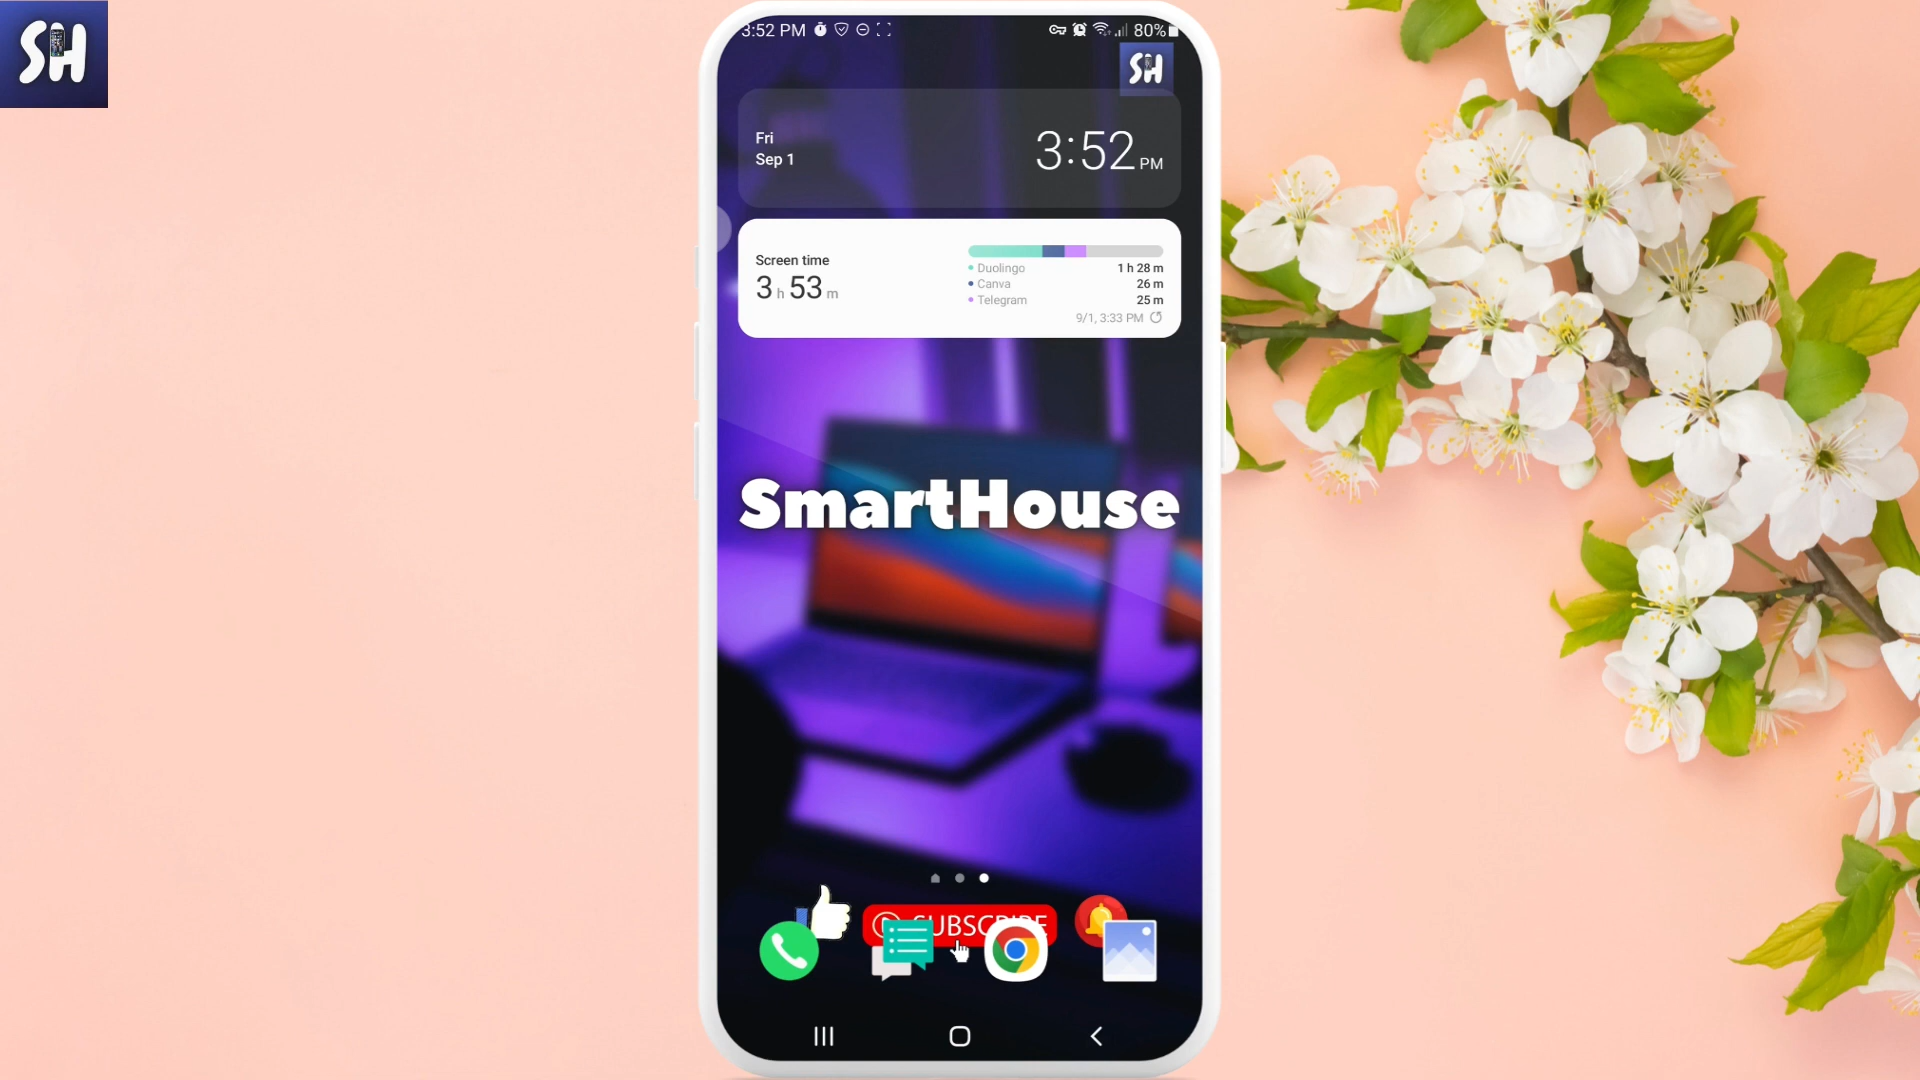 SH
3:52 PM
80%
SH
Fri
Sep 1
3:52 PM
Screen time
3 h 53 m
Duolingo 1 h 28 m
Canva 26 m
Telegram 25 m
9/1, 3:33 PM
SmartHouse
SUBSCRIBE